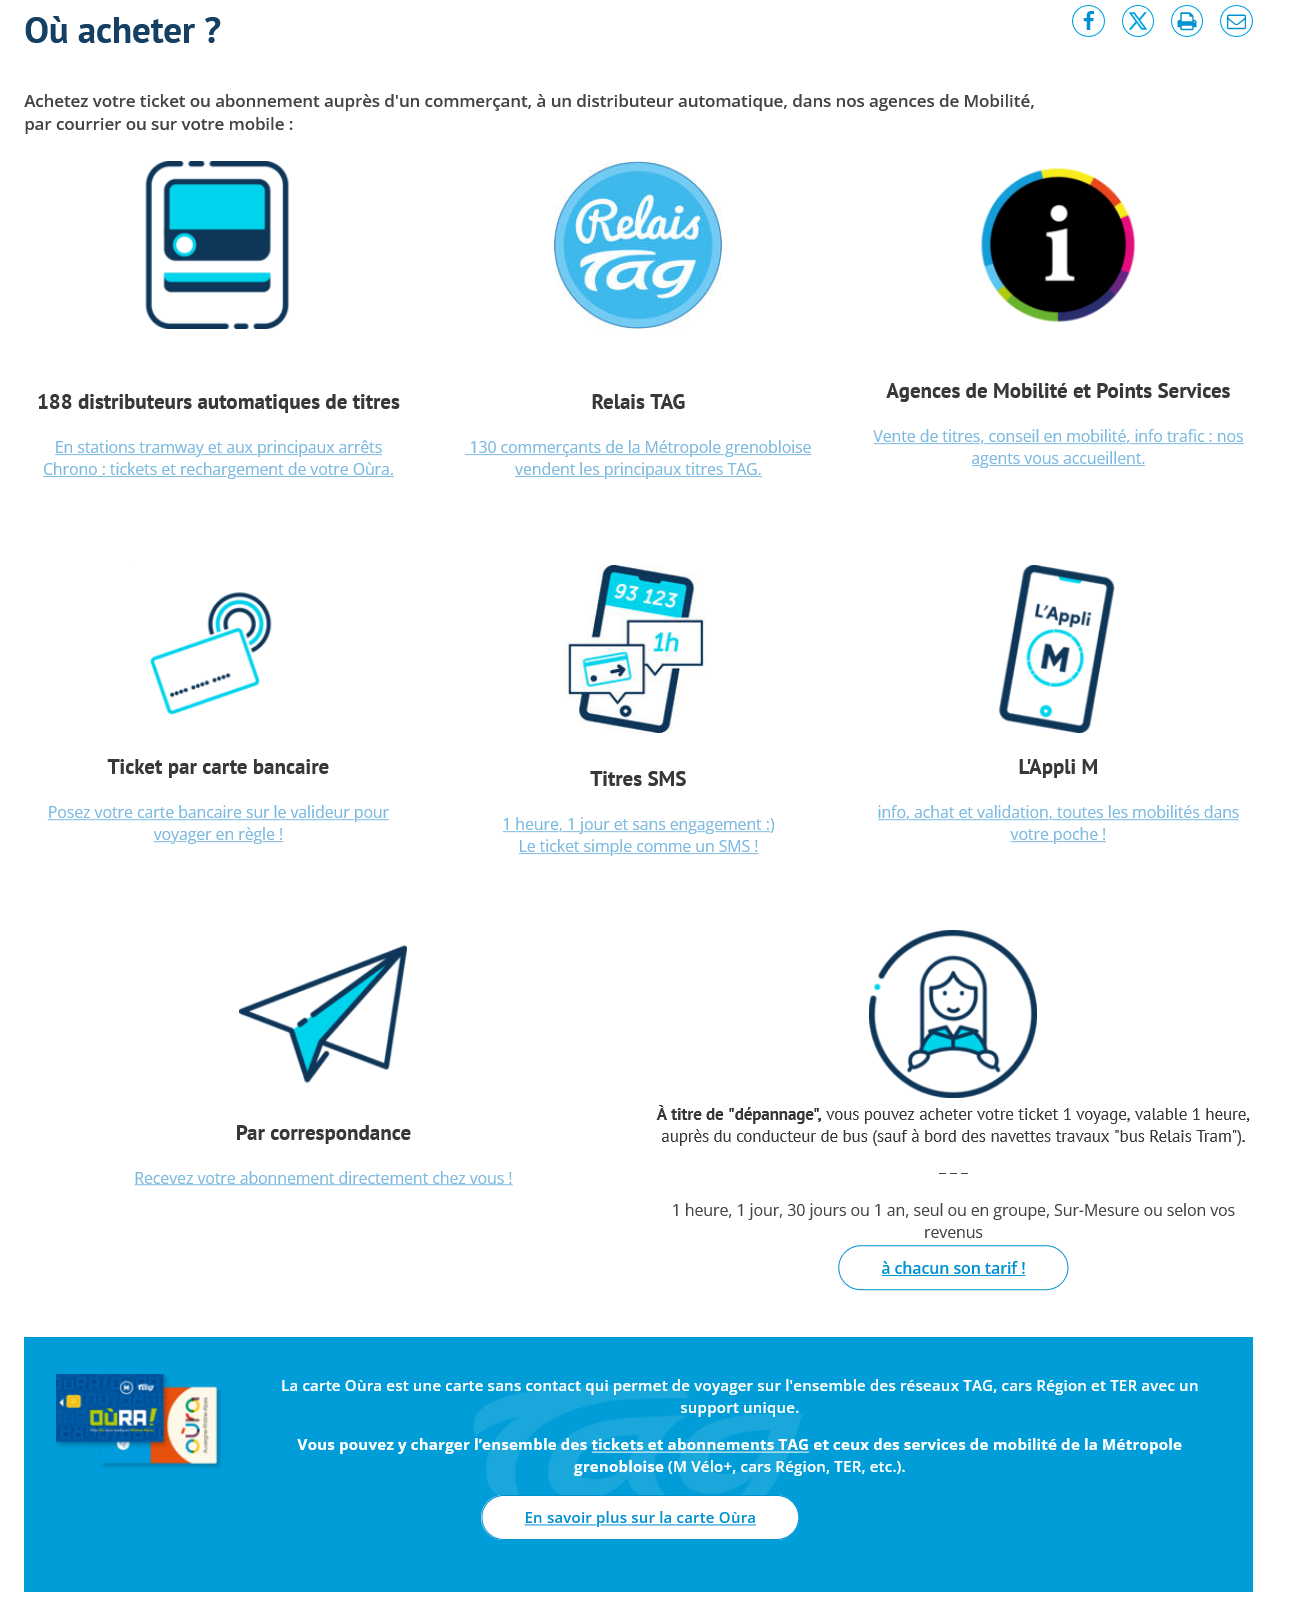 Où acheter ?
Achetez votre ticket ou abonnement auprès d'un commerçant, à un distributeur automatique, dans nos agences de Mobilité,
par courrier ou sur votre mobile :
Relais
Tag
i
188 distributeurs automatiques de titres
En stations tramway et aux principaux arrêts
Chrono : tickets et rechargement de votre Oùra.
Relais TAG
130 commerçants de la Métropole grenobloise
vendent les principaux titres TAG.
Agences de Mobilité et Points Services
Vente de titres, conseil en mobilité, info trafic : nos
agents vous accueillent.
93 123
1h
L'Appli
M
Ticket par carte bancaire
Posez votre carte bancaire sur le valideur pour
voyager en règle !
Titres SMS
1 heure, 1 jour et sans engagement :)
Le ticket simple comme un SMS !
L'Appli M
info, achat et validation, toutes les mobilités dans
votre poche !
Par correspondance
Recevez votre abonnement directement chez vous !
À titre de "dépannage", vous pouvez acheter votre ticket 1 voyage, valable 1 heure,
auprès du conducteur de bus (sauf à bord des navettes travaux "bus Relais Tram").
_ _ _
1 heure, 1 jour, 30 jours ou 1 an, seul ou en groupe, Sur-Mesure ou selon vos
revenus
à chacun son tarif !
M Tag
OÙRA!
oùra
La carte Oùra est une carte sans contact qui permet de voyager sur l'ensemble des réseaux TAG, cars Région et TER avec un
support unique.
Vous pouvez y charger l’ensemble des tickets et abonnements TAG et ceux des services de mobilité de la Métropole
grenobloise (M Vélo+, cars Région, TER, etc.).
Tag
En savoir plus sur la carte Oùra